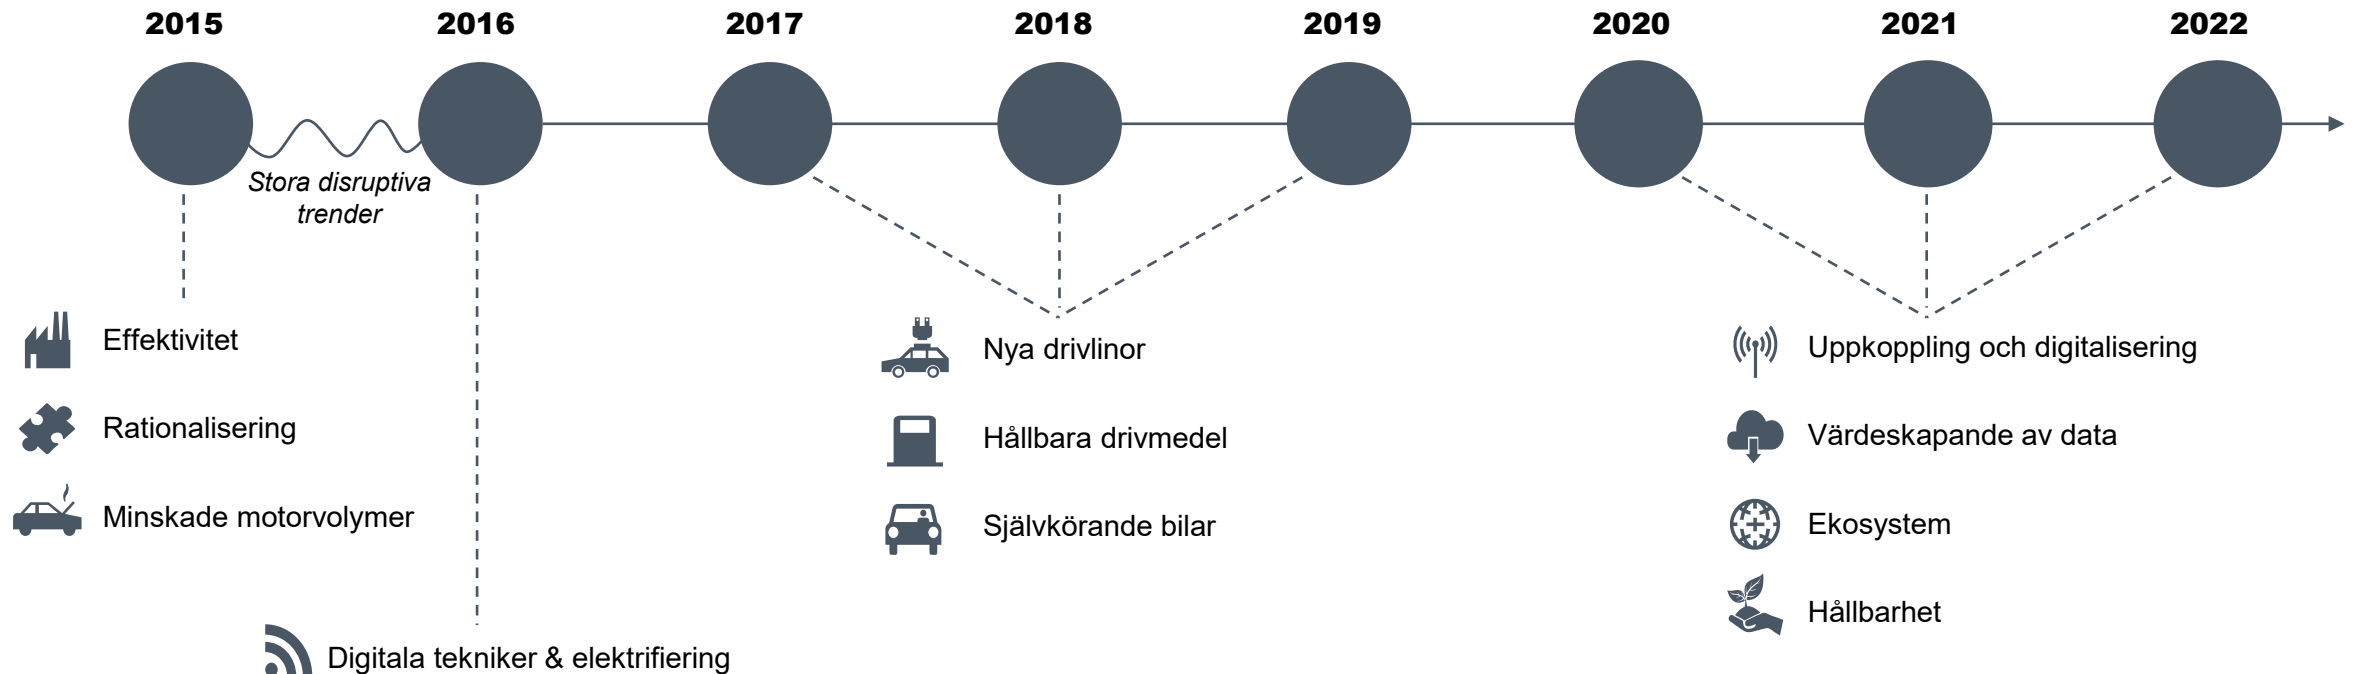 2015
2016
2017
2018
2019
2020
2021
2022
Stora disruptiva
trender
Effektivitet
Rationalisering
Minskade motorvolymer
Digitala tekniker & elektrifiering
Nya drivlinor
Hållbara drivmedel
Självkörande bilar
Uppkoppling och digitalisering
Värdeskapande av data
Ekosystem
Hållbarhet